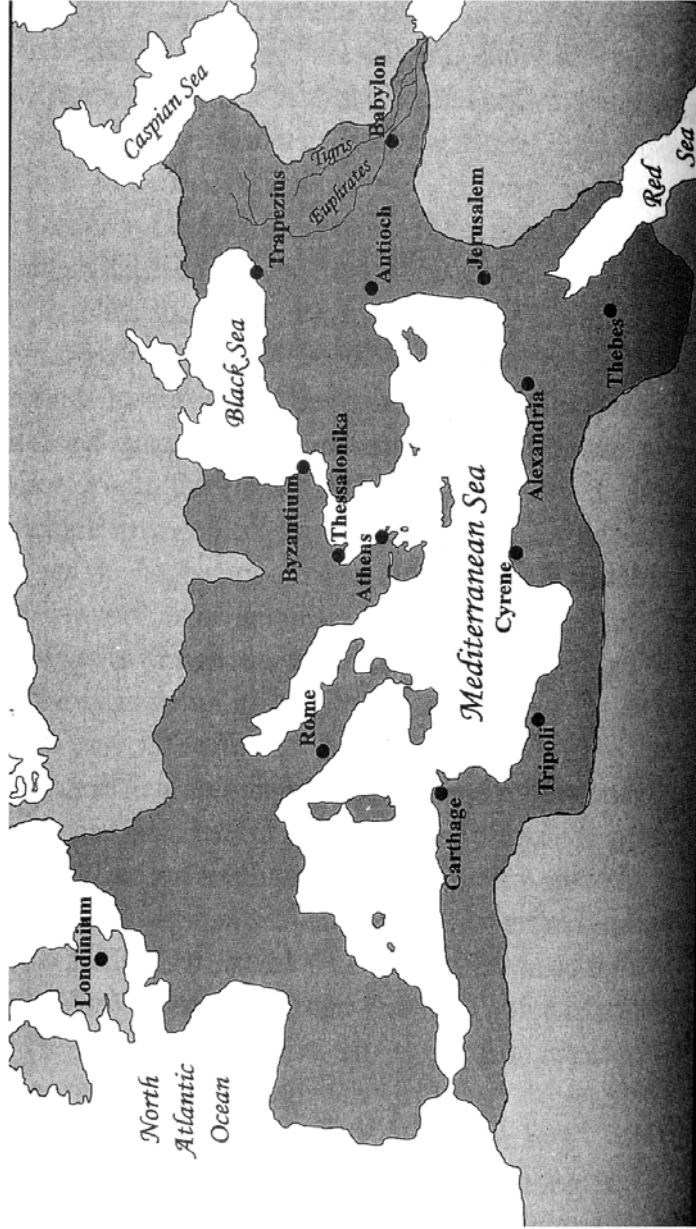 Caspian Sea
Londinium
North
Atlantic
Ocean
Black Sea
Trapezius
Tigris
Euphrates
Babylon
Byzantium
Thessalonika
Athens
Antioch
Rome
Mediterranean Sea
Jerusalem
Carthage
Cyrene
Alexandria
Tripoli
Thebes
Red
Sea